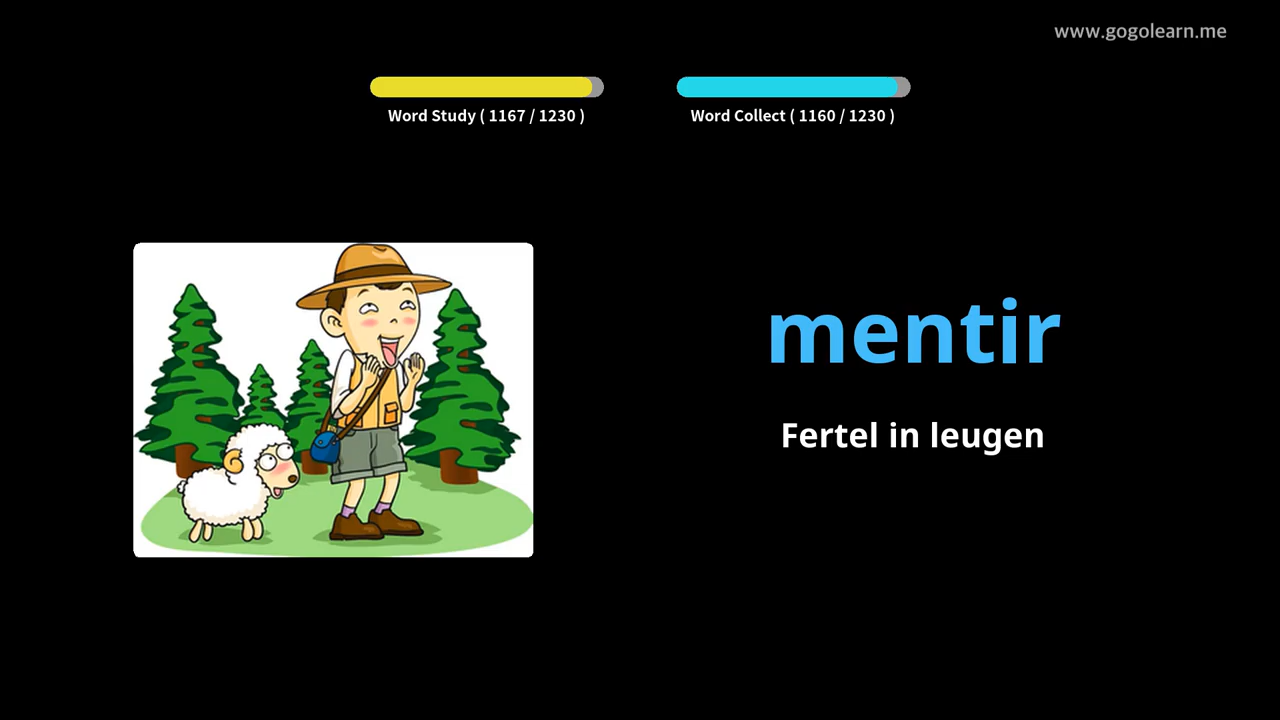 www.gogolearn.me
Word Study ( 1167 / 1230 )
Word Collect ( 1160 / 1230 )
mentir
Fertel in leugen